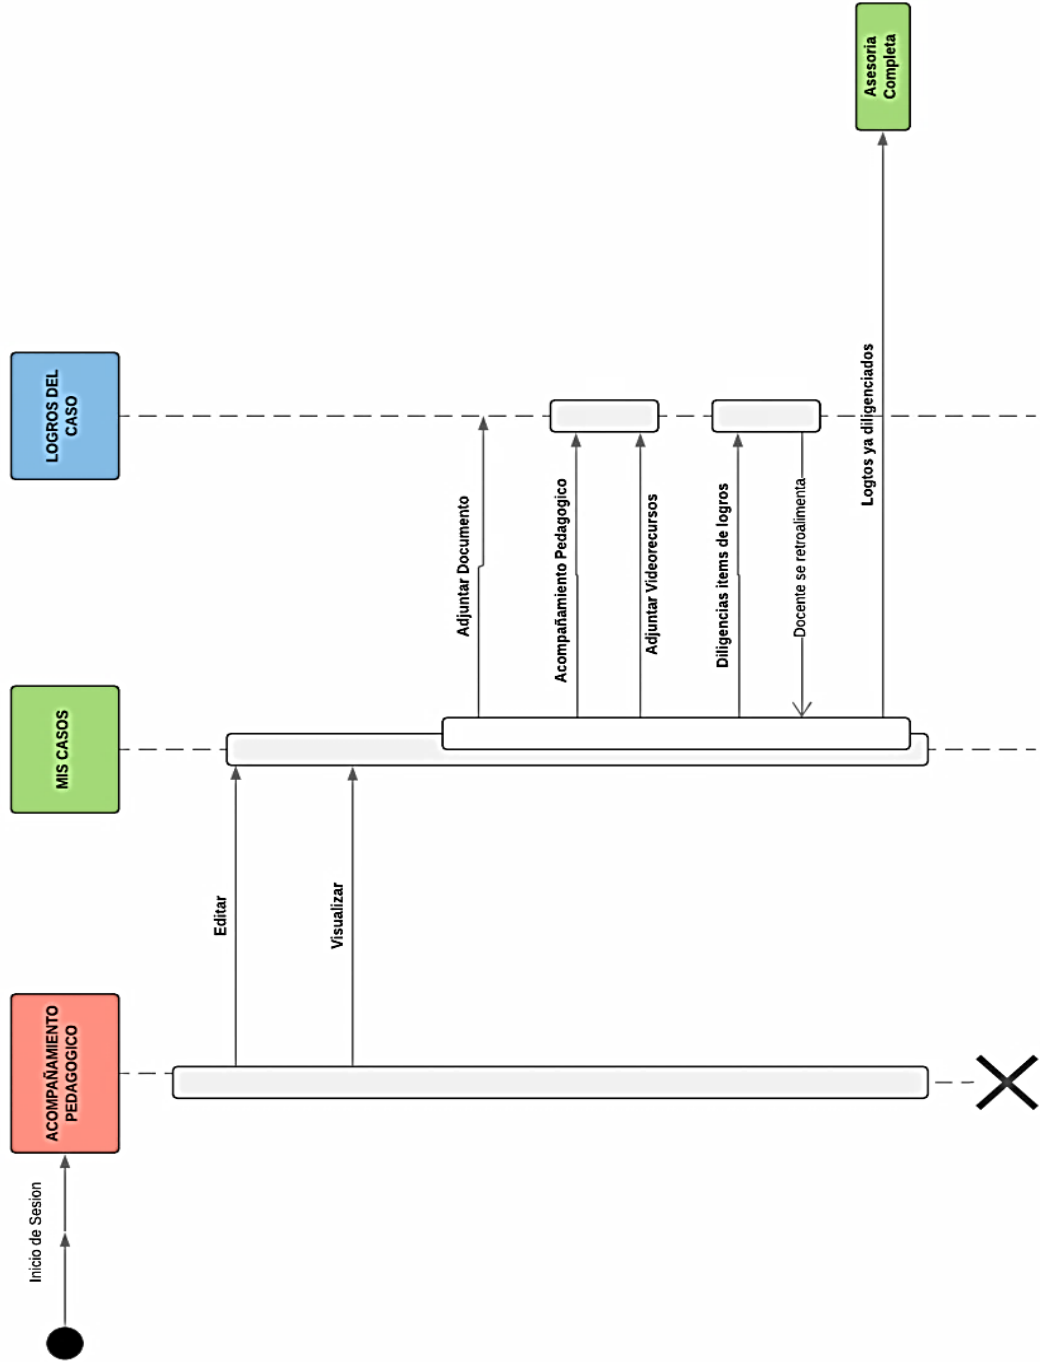 Inicio de Sesion
ACOMPAÑAMIENTO
PEDAGOGICO
MIS CASOS
LOGROS DEL
CASO
Editar
Visualizar
Adjuntar Documento
Acompañamiento Pedagogico
Adjuntar Videorecursos
Diligencias items de logros
Docente se retroalimenta
Logtos ya diligenciados
Asesoria
Completa